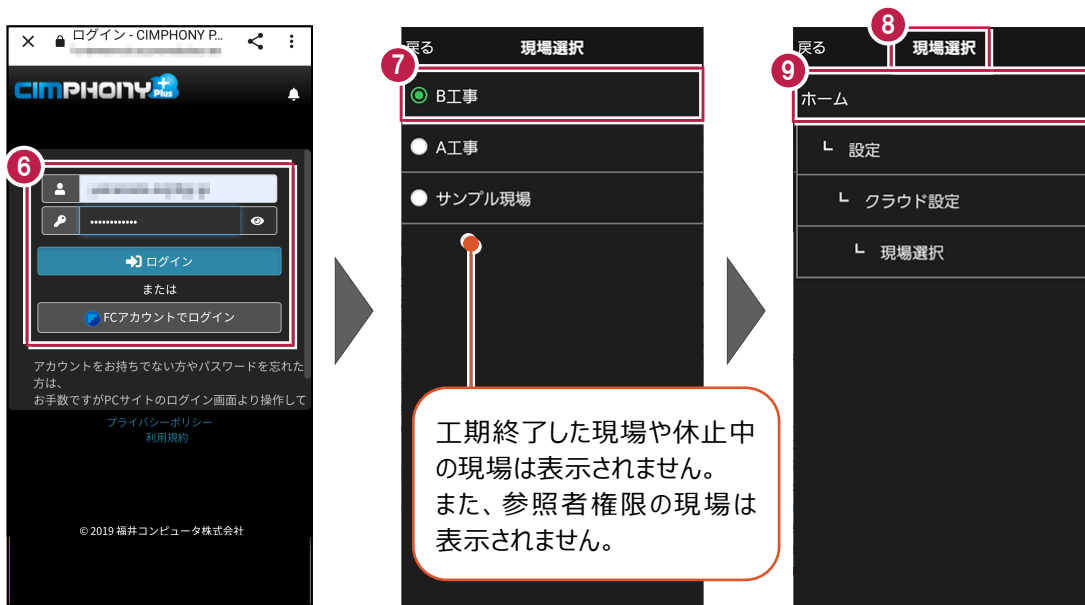 ログイン - CIMPHONY P...
CIMPHONY Plus
6
ログイン
または
FCアカウントでログイン
アカウントをお持ちでない方やパスワードを忘れた
方は、
お手数ですがPCサイトのログイン画面より操作して
プライバシーポリシー
利用規約
© 2019 福井コンピュータ株式会社
戻る 現場選択
7
B工事
A工事
サンプル現場
工期終了した現場や休止中
の現場は表示されません。
また、参照者権限の現場は
表示されません。
8
戻る 現場選択
9
ホーム
┗ 設定
┗ クラウド設定
┗ 現場選択